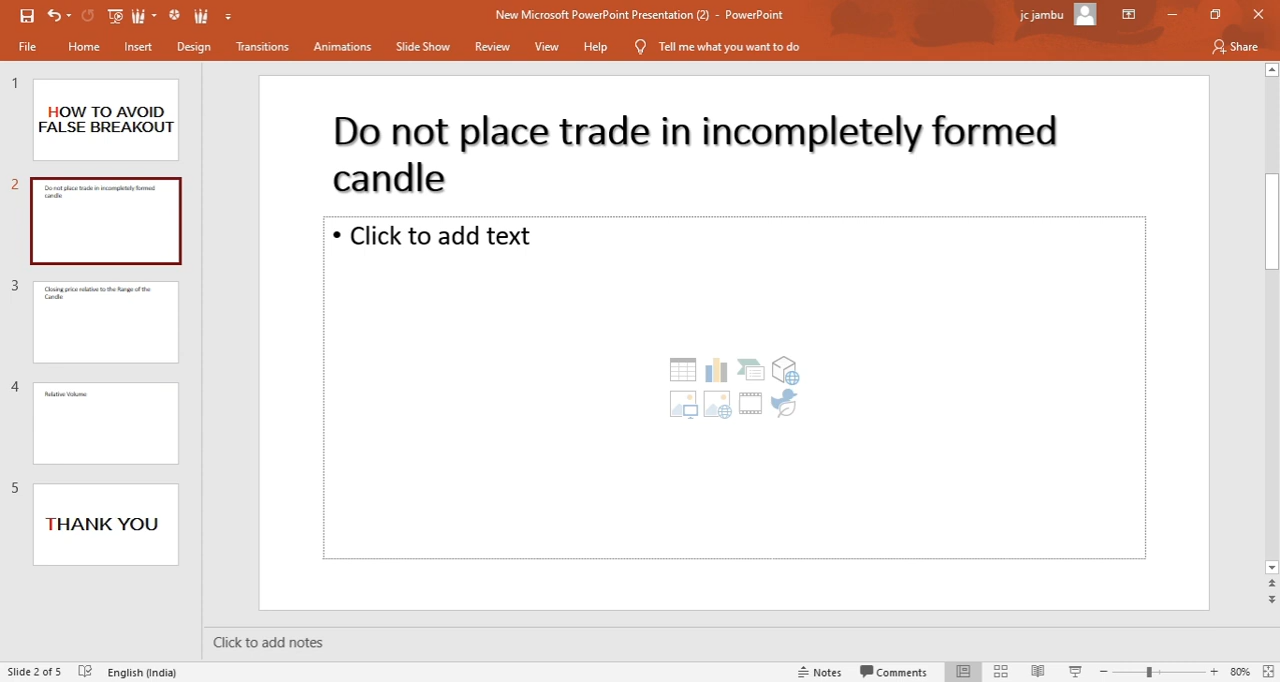 New Microsoft PowerPoint Presentation (2) - PowerPoint
jc jambu
File Home Insert Design Transitions Animations Slide Show Review View Help Tell me what you want to do Share
1
HOW TO AVOID
FALSE BREAKOUT
2
Do not place trade in incompletely formed
candle
3
Closing price relative to the Range of the
Candle
4
Relative Volume
5
THANK YOU
Do not place trade in incompletely formed
candle
• Click to add text
Click to add notes
Slide 2 of 5 English (India) Notes Comments 80%